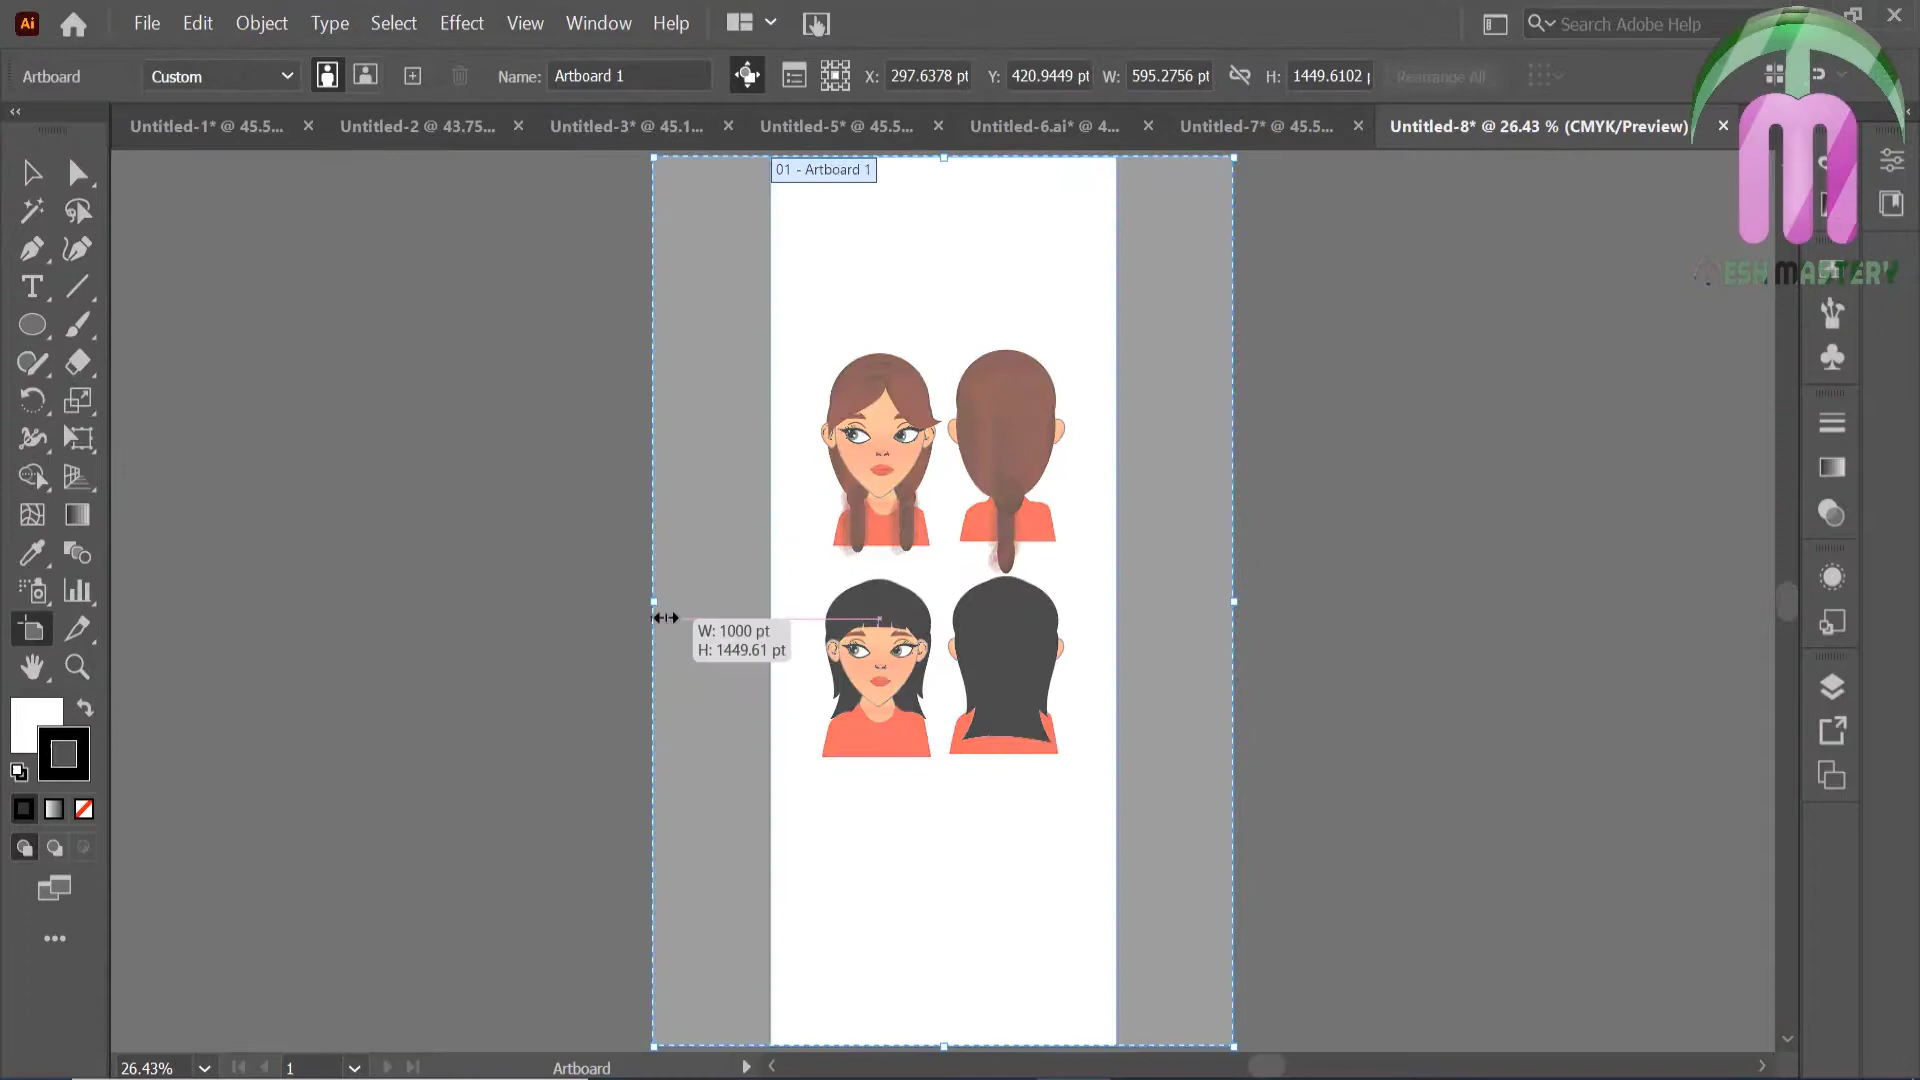 Ai File Edit Object Type Select Effect View Window Help Search Adobe Help
Artboard Custom Name: Artboard 1 X: 297.6378 pt Y: 420.9449 pt W: 595.2756 pt H: 1449.6102 Rearrange All
Untitled-1* @ 45.5... Untitled-2 @ 43.75... Untitled-3* @ 45.1... Untitled-5* @ 45.5... Untitled-6.ai* @ 4... Untitled-7* @ 45.5... Untitled-8* @ 26.43 % (CMYK/Preview)
01 - Artboard 1
MASTERY
W: 1000 pt
H: 1449.61 pt
26.43% 1 Artboard